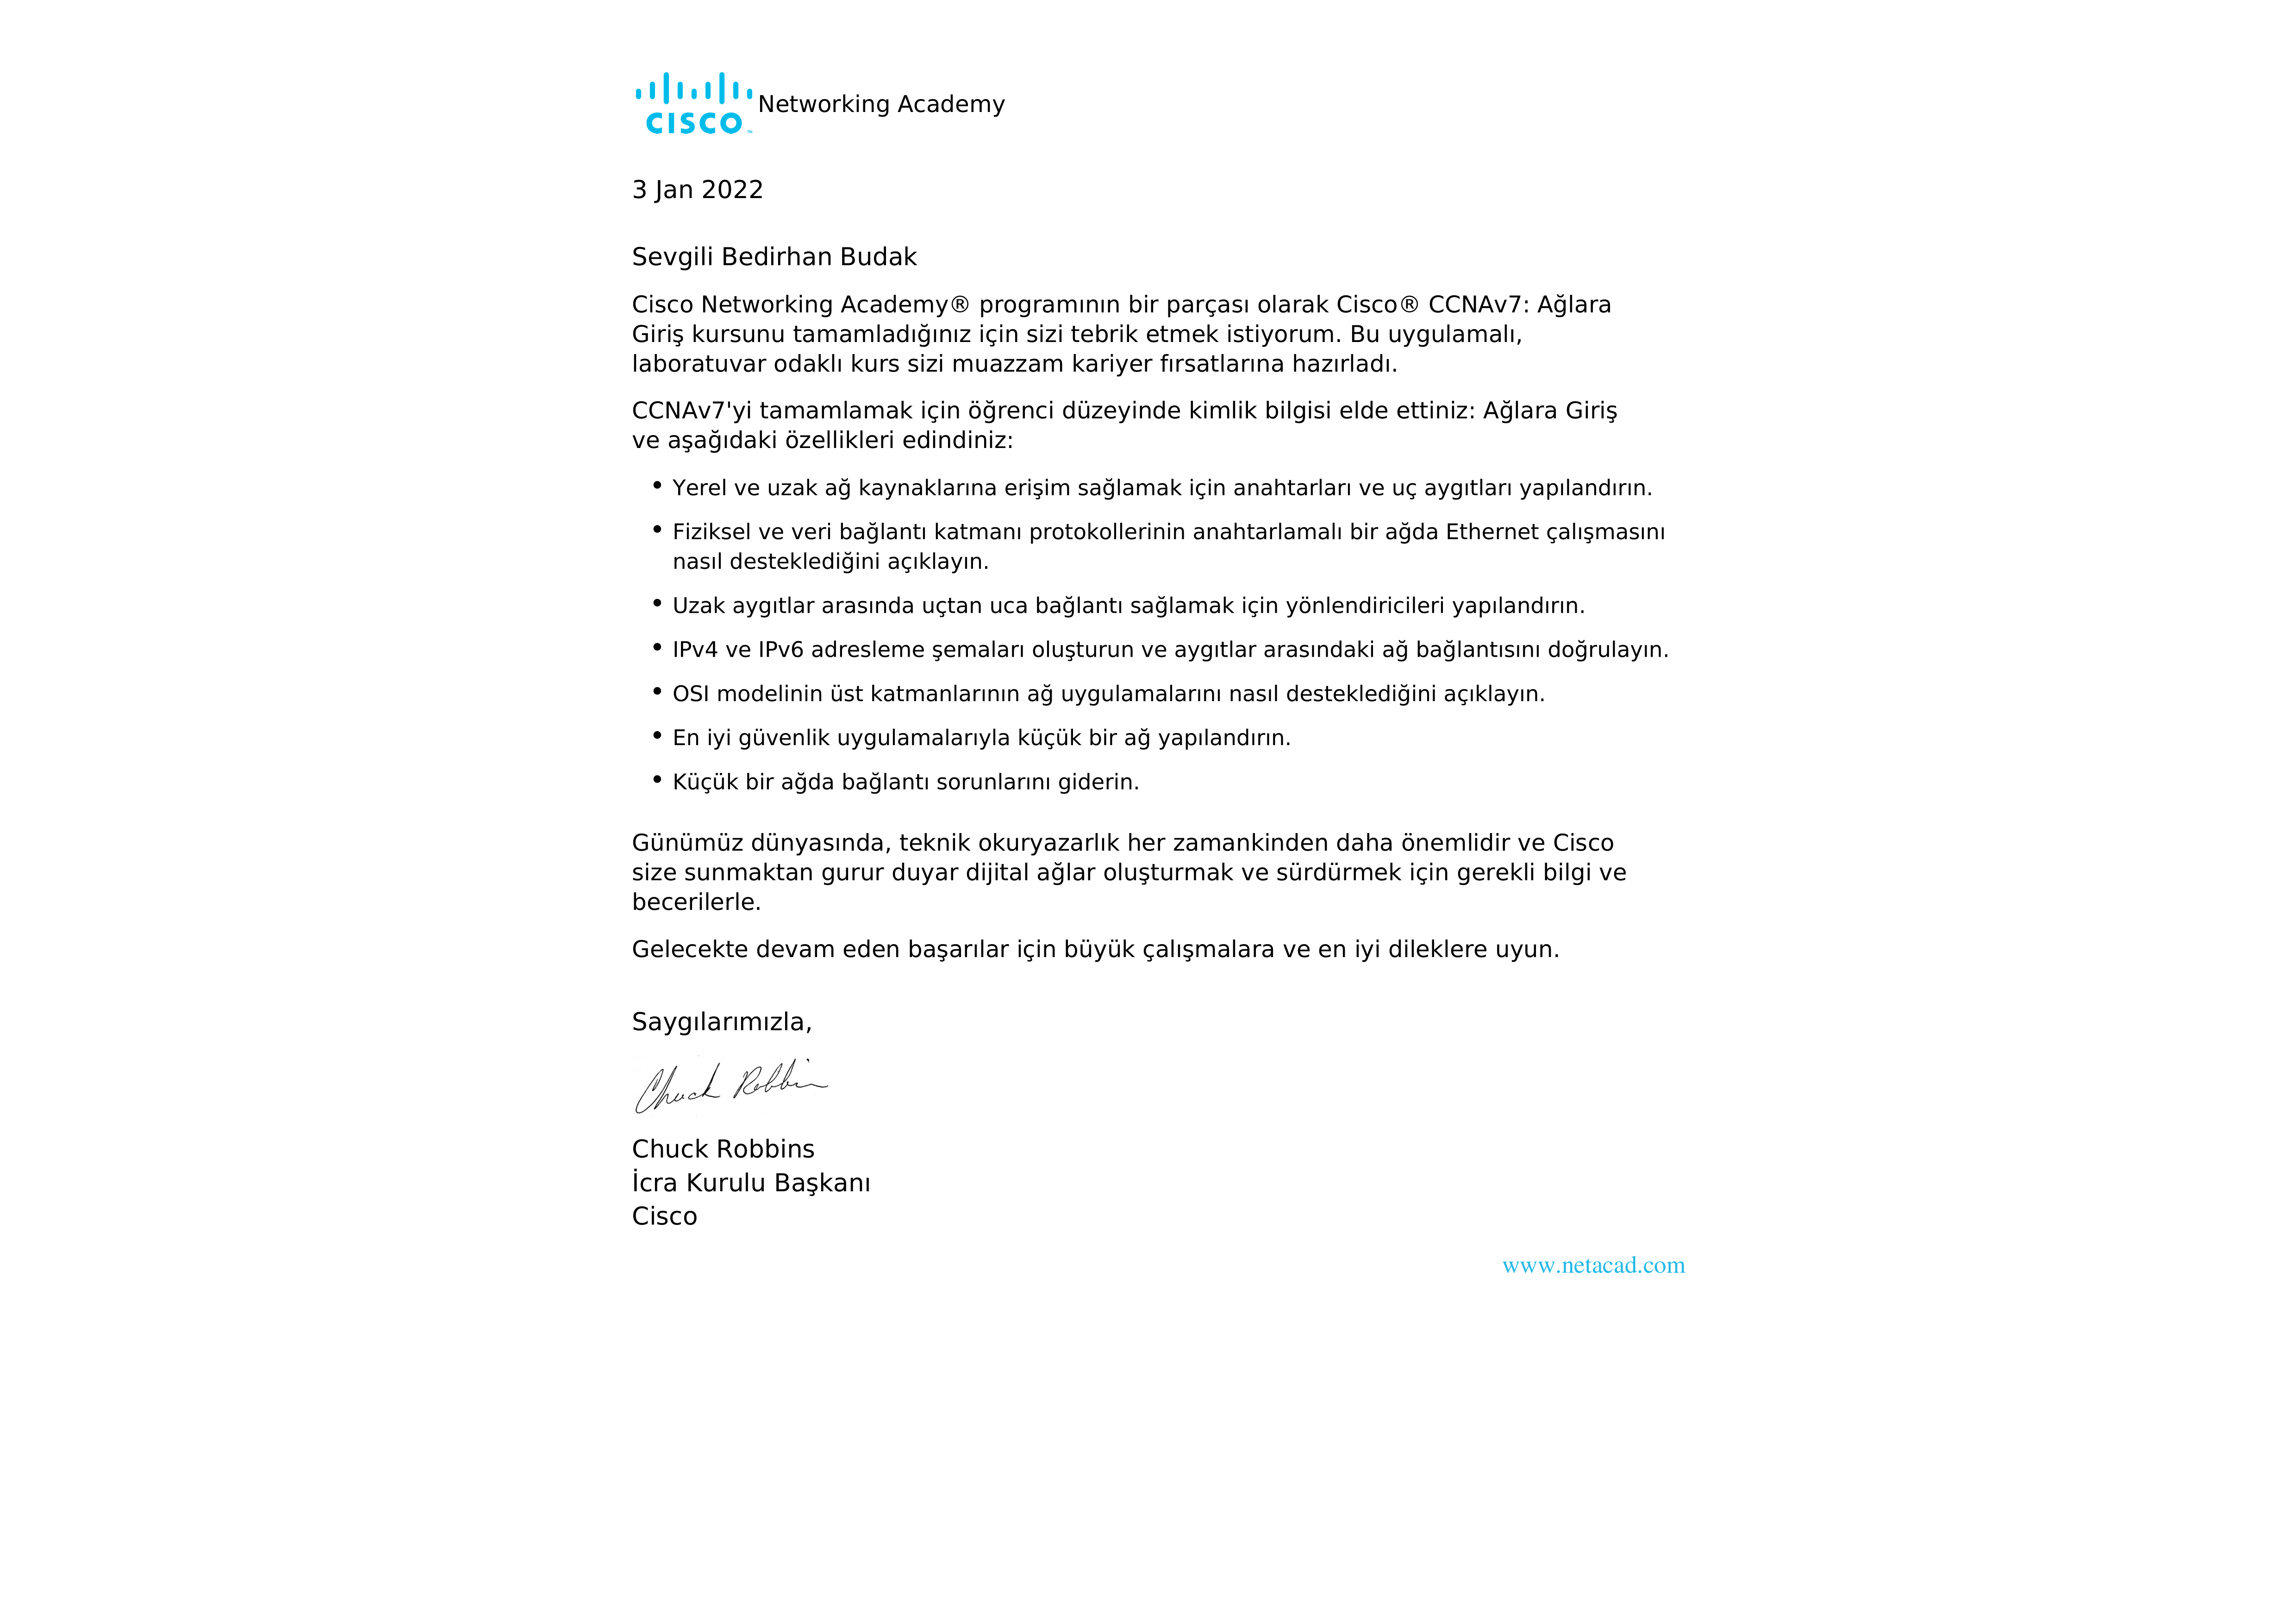 CISCO
Networking Academy
3 Jan 2022
Sevgili Bedirhan Budak
Cisco Networking Academy® programının bir parçası olarak Cisco® CCNAv7: Ağlara
Giriş kursunu tamamladığınız için sizi tebrik etmek istiyorum. Bu uygulamalı,
laboratuvar odaklı kurs sizi muazzam kariyer fırsatlarına hazırladı.
CCNAv7'yi tamamlamak için öğrenci düzeyinde kimlik bilgisi elde ettiniz: Ağlara Giriş
ve aşağıdaki özellikleri edindiniz:
• Yerel ve uzak ağ kaynaklarına erişim sağlamak için anahtarları ve uç aygıtları yapılandırın.
• Fiziksel ve veri bağlantı katmanı protokollerinin anahtarlamalı bir ağda Ethernet çalışmasını
nasıl desteklediğini açıklayın.
• Uzak aygıtlar arasında uçtan uca bağlantı sağlamak için yönlendiricileri yapılandırın.
• IPv4 ve IPv6 adresleme şemaları oluşturun ve aygıtlar arasındaki ağ bağlantısını doğrulayın.
• OSI modelinin üst katmanlarının ağ uygulamalarını nasıl desteklediğini açıklayın.
• En iyi güvenlik uygulamalarıyla küçük bir ağ yapılandırın.
• Küçük bir ağda bağlantı sorunlarını giderin.
Günümüz dünyasında, teknik okuryazarlık her zamankinden daha önemlidir ve Cisco
size sunmaktan gurur duyar dijital ağlar oluşturmak ve sürdürmek için gerekli bilgi ve
becerilerle.
Gelecekte devam eden başarılar için büyük çalışmalara ve en iyi dileklere uyun.
Saygılarımızla,
Chuck Robbins
Chuck Robbins
İcra Kurulu Başkanı
Cisco
www.netacad.com